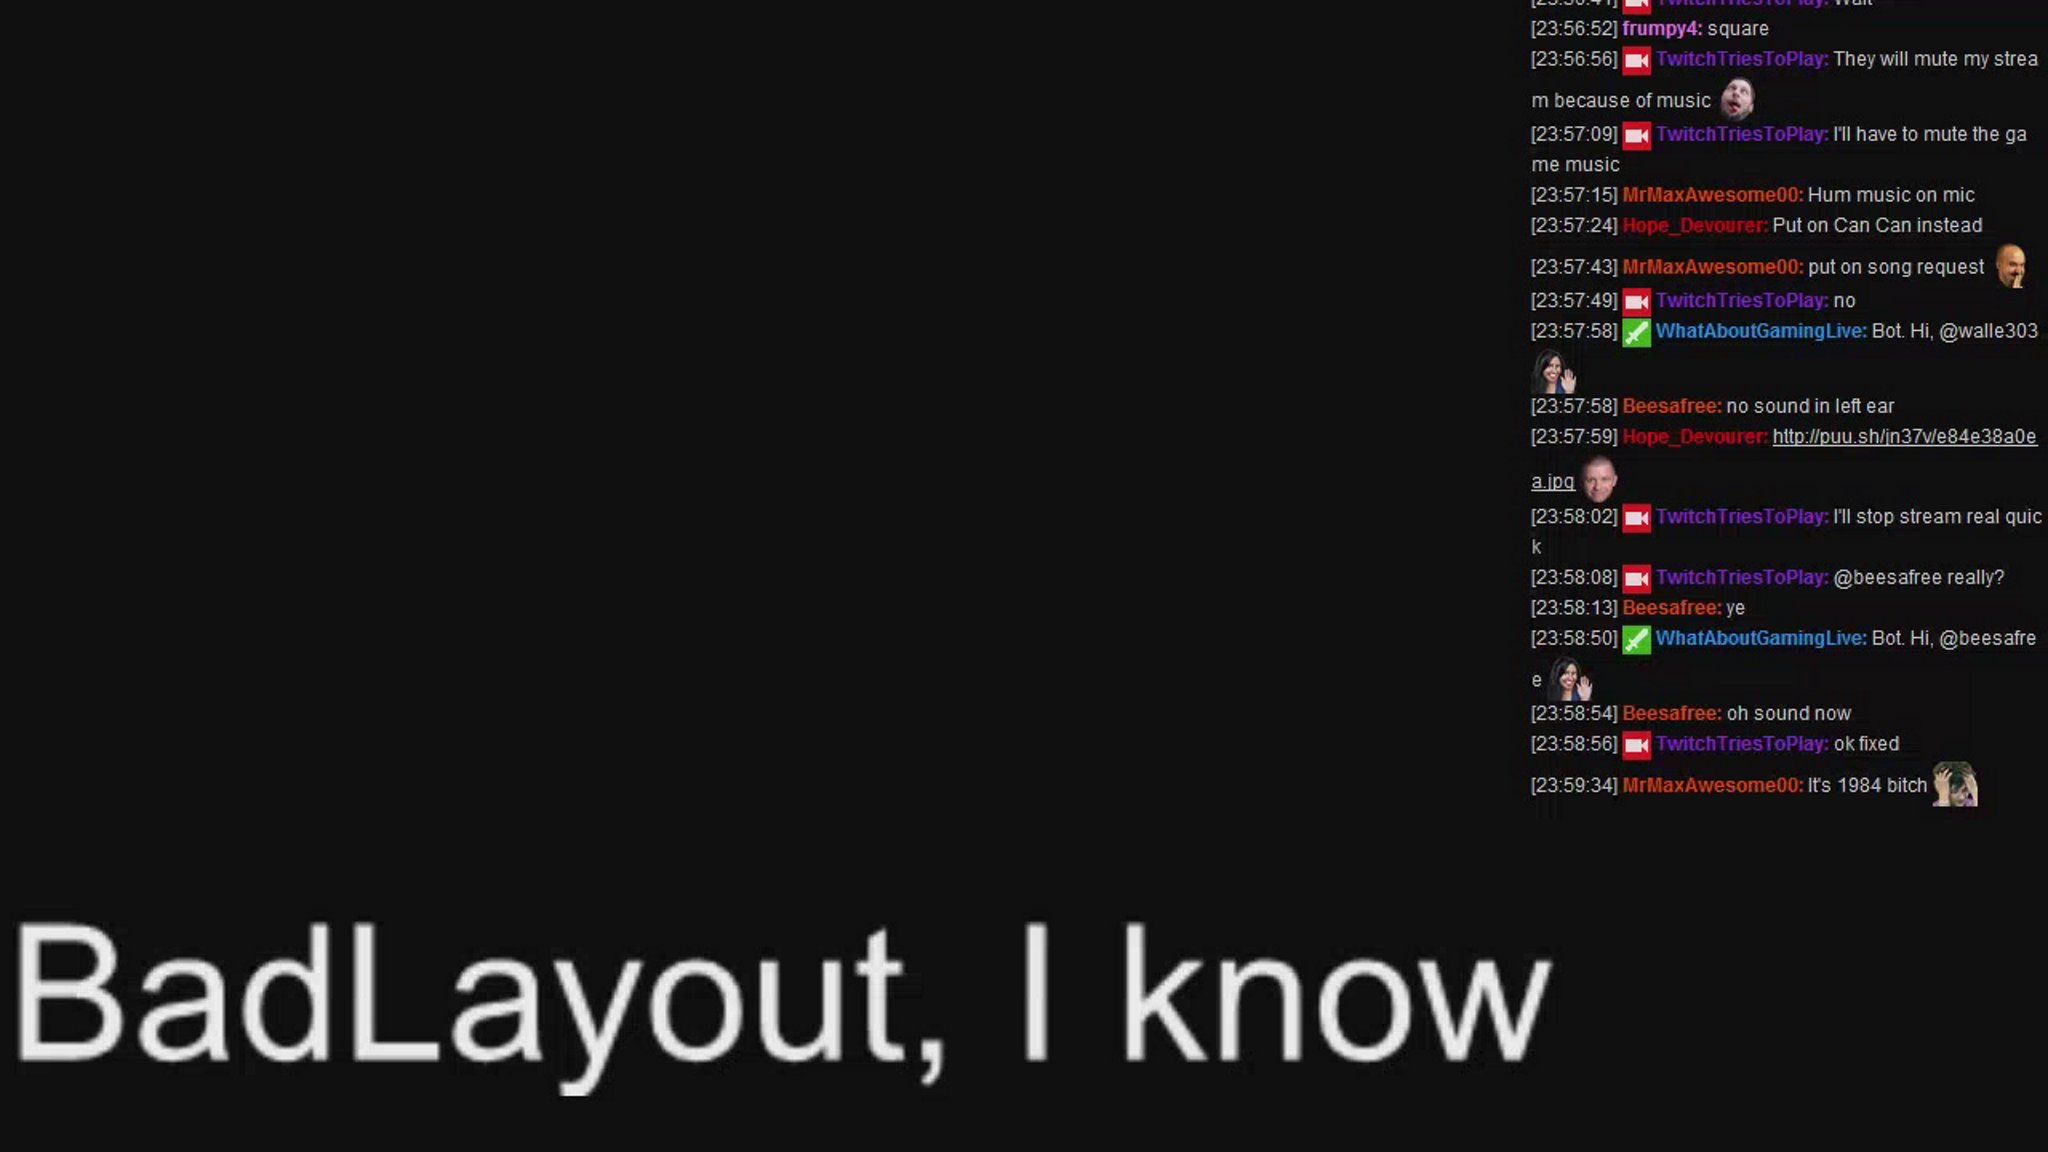 TwitchTriesToPlay: Wait
[23:56:52] frumpy4: square
[23:56:56] TwitchTriesToPlay: They will mute my strea
m because of music
[23:57:09] TwitchTriesToPlay: I'll have to mute the ga
me music
[23:57:15] MrMaxAwesome00: Hum music on mic
[23:57:24] Hope_Devourer: Put on Can Can instead
[23:57:43] MrMaxAwesome00: put on song request
[23:57:49] TwitchTriesToPlay: no
[23:57:58] WhatAboutGamingLive: Bot. Hi, @walle303
[23:57:58] Beesafree: no sound in left ear
[23:57:59] Hope_Devourer: http://puu.sh/jn37v/e84e38a0e
a.jpg
[23:58:02] TwitchTriesToPlay: I'll stop stream real quic
k
[23:58:08] TwitchTriesToPlay: @beesafree really?
[23:58:13] Beesafree: ye
[23:58:50] WhatAboutGamingLive: Bot. Hi, @beesafre
e
[23:58:54] Beesafree: oh sound now
[23:58:56] TwitchTriesToPlay: ok fixed
[23:59:34] MrMaxAwesome00: It's 1984 bitch
BadLayout, I know